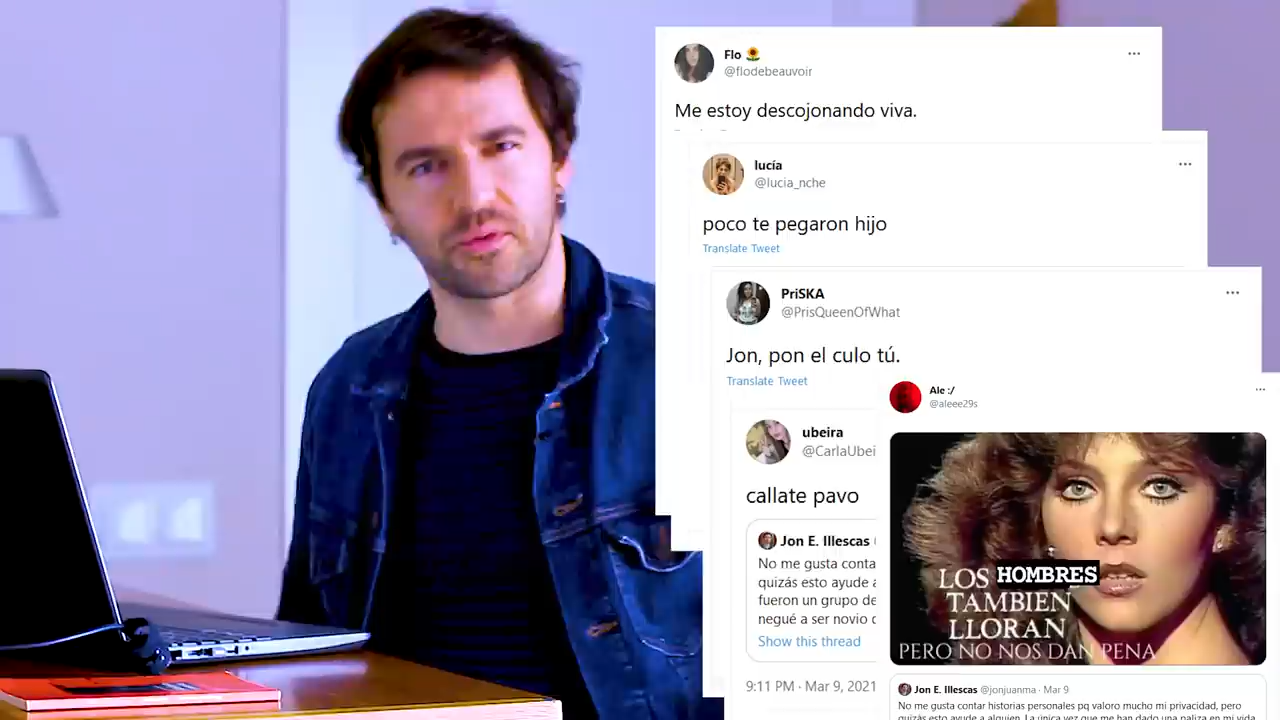 Flo 🌻
@flodebeauvoir
Me estoy descojonando viva.
lucía
@lucia_nche
poco te pegaron hijo
Translate Tweet
PriSKA
@PrisQueenOfWhat
Jon, pon el culo tú.
Translate Tweet
ubeira
@CarlaUbei
callate pavo
Jon E. Illescas
No me gusta conta
quizás esto ayude a
fueron un grupo de
negué a ser novio
Show this thread
9:11 PM · Mar 9, 2021
Ale :/
@aleee29s
LOS HOMBRES
TAMBIEN
LLORAN
PERO NO NOS DAN PENA
Jon E. Illescas @jonjuanma · Mar 9
No me gusta contar historias personales pq valoro mucho mi privacidad, pero
quizás esto ayude a alguien. La única vez que me han dado una paliza en mi vida